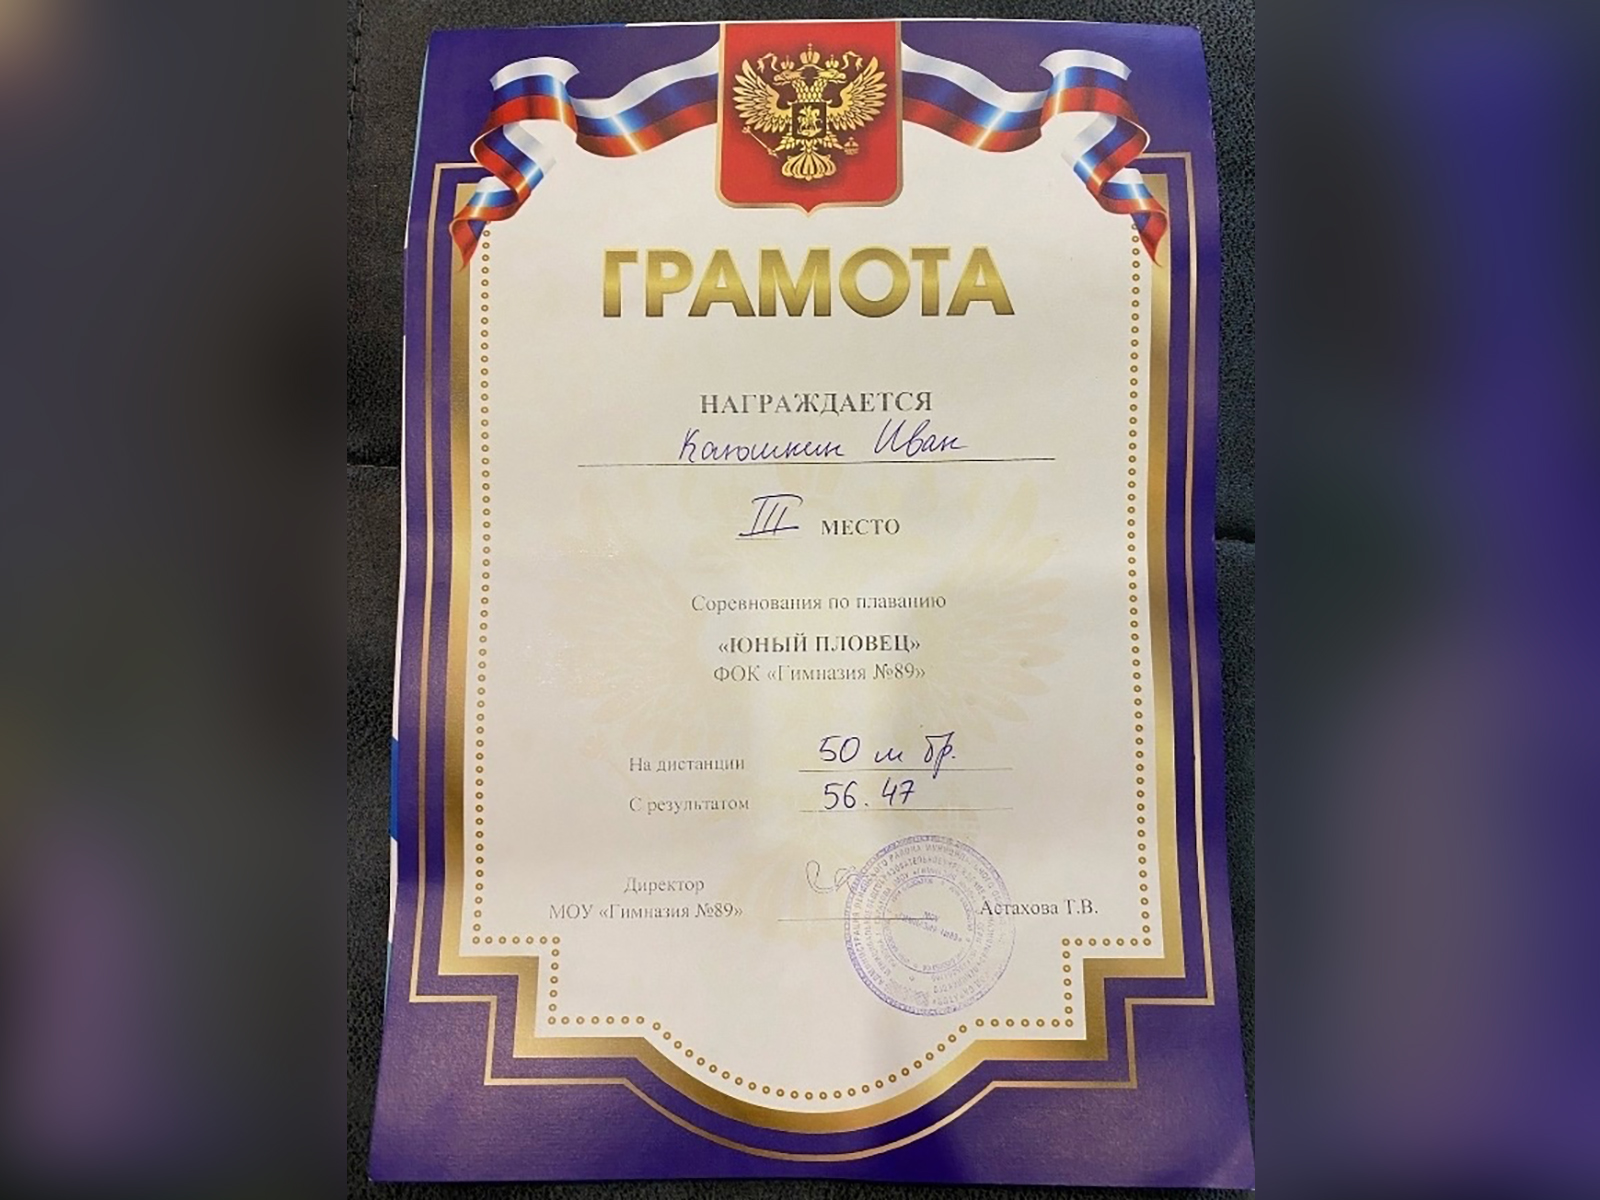 ГРАМОТА
НАГРАЖДАЕТСЯ
Каюшкин Иван
III МЕСТО
Соревнования по плаванию
«ЮНЫЙ ПЛОВЕЦ»
ФОК «Гимназия №89»
На дистанции 50 м бр.
С результатом 56.47
Директор
МОУ «Гимназия №89» Астахова Т.В.